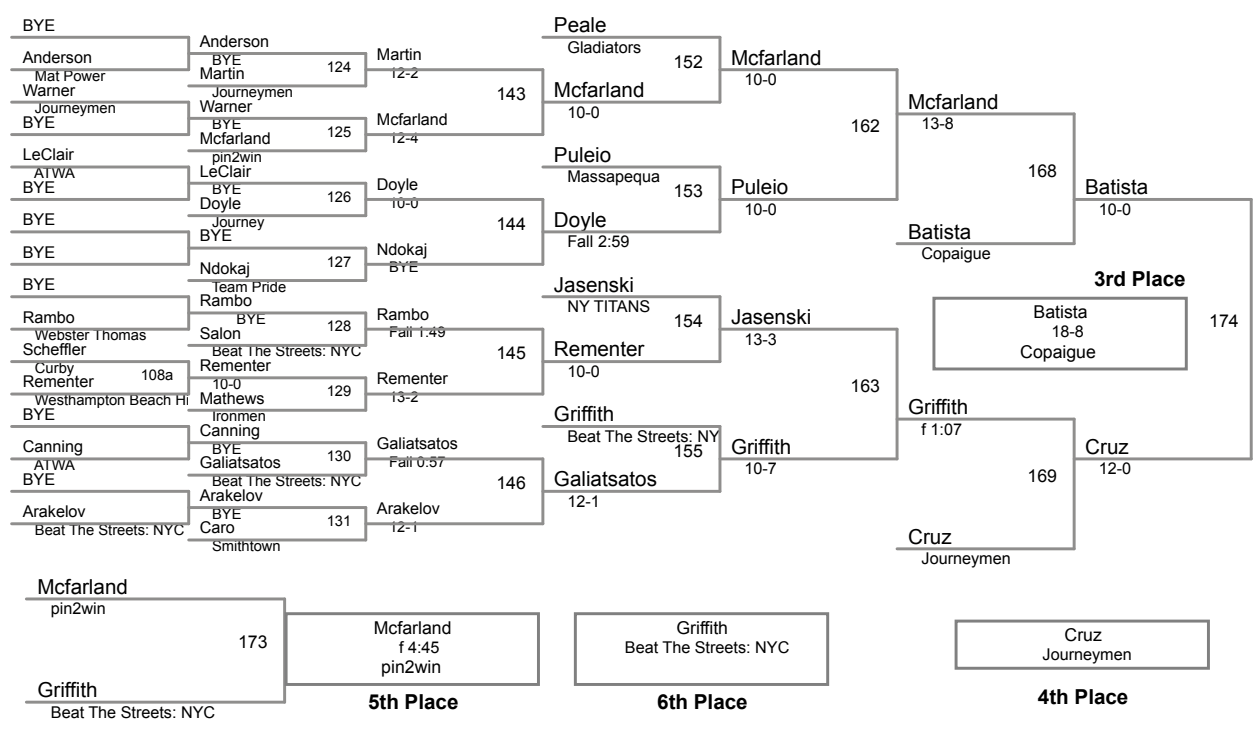 BYE
Anderson
Mat Power
Warner
Journeymen
BYE
LeClair
ATWA
BYE
BYE
BYE
BYE
Rambo
Webster Thomas
Scheffler
Curby
108a
Rementer
Westhampton Beach Hi
BYE
Canning
ATWA
BYE
Arakelov
Beat The Streets: NYC
Anderson
BYE
124
Martin
Journeymen
Warner
BYE
125
Mcfarland
pin2win
LeClair
BYE
126
Doyle
Journey
BYE
127
Ndokaj
Team Pride
Rambo
BYE
128
Salon
Beat The Streets: NYC
Rementer
10-0
129
Mathews
Ironmen
Canning
BYE
130
Galiatsatos
Beat The Streets: NYC
Arakelov
BYE
131
Caro
Smithtown
Martin
12-2
143
Mcfarland
12-4
Doyle
10-0
144
Ndokaj
BYE
Rambo
Fall 1:49
145
Rementer
13-2
Galiatsatos
Fall 0:57
146
Arakelov
12-1
Peale
Gladiators
152
Mcfarland
10-0
Puleio
Massapequa
153
Doyle
Fall 2:59
Jasenski
NY TITANS
154
Rementer
10-0
Griffith
Beat The Streets: NY
155
Galiatsatos
12-1
Mcfarland
10-0
162
Puleio
10-0
Jasenski
13-3
163
Griffith
10-7
Mcfarland
13-8
168
Batista
Copaigue
Griffith
f 1:07
169
Cruz
Journeymen
Batista
10-0
3rd Place
Batista
18-8
Copaigue
174
Cruz
12-0
Mcfarland
pin2win
173
Griffith
Beat The Streets: NYC
Mcfarland
f 4:45
pin2win
5th Place
Griffith
Beat The Streets: NYC
6th Place
Cruz
Journeymen
4th Place